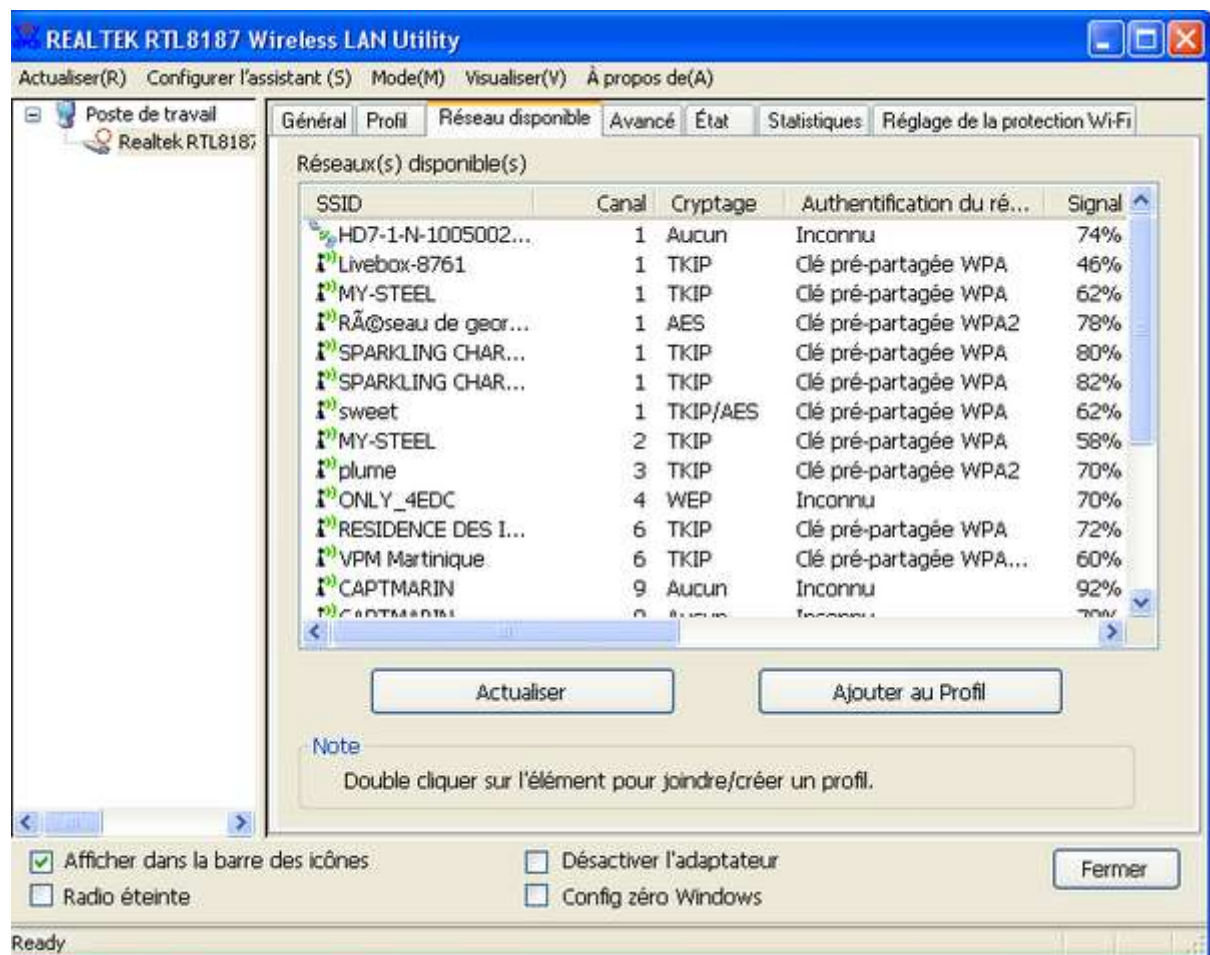 REALTEK RTL8187 Wireless LAN Utility
Actualiser(R) Configurer l'assistant (S) Mode(M) Visualiser(V) À propos de(A)
Poste de travail
Realtek RTL8187
Général Profil Réseau disponible Avancé État Statistiques Réglage de la protection Wi-Fi
Réseaux(s) disponible(s)
SSID Canal Cryptage Authentification du ré... Signal
HD7-1-N-1005002... 1 Aucun Inconnu 74%
Livebox-8761 1 TKIP Clé pré-partagée WPA 46%
MY-STEEL 1 TKIP Clé pré-partagée WPA 62%
RÃ©seau de geor... 1 AES Clé pré-partagée WPA2 78%
SPARKLING CHAR... 1 TKIP Clé pré-partagée WPA 80%
SPARKLING CHAR... 1 TKIP Clé pré-partagée WPA 82%
sweet 1 TKIP/AES Clé pré-partagée WPA 62%
MY-STEEL 2 TKIP Clé pré-partagée WPA 58%
plume 3 TKIP Clé pré-partagée WPA2 70%
ONLY_4EDC 4 WEP Inconnu 70%
RESIDENCE DES I... 6 TKIP Clé pré-partagée WPA 72%
VPM Martinique 6 TKIP Clé pré-partagée WPA... 60%
CAPTMARIN 9 Aucun Inconnu 92%
CAPTMARIN 9 Aucun Inconnu
Actualiser Ajouter au Profil
Note
Double cliquer sur l'élément pour joindre/créer un profil.
Afficher dans la barre des icônes Désactiver l'adaptateur Fermer
Radio éteinte Config zéro Windows
Ready